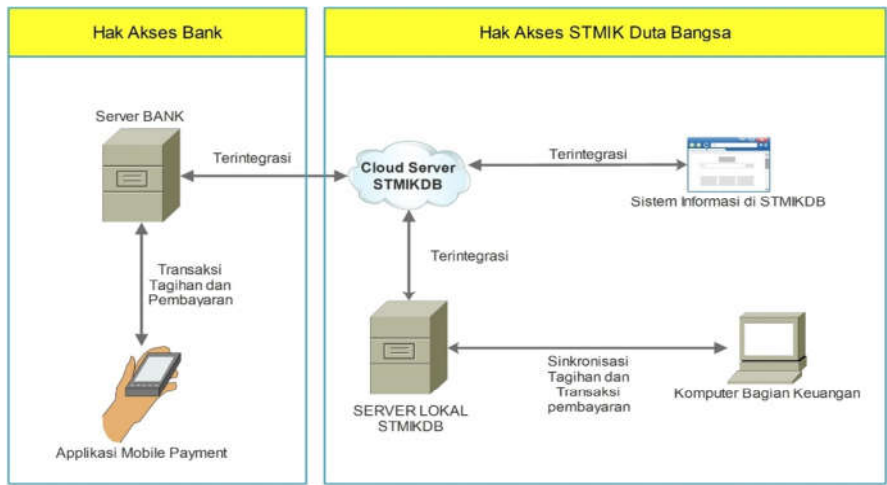 Hak Akses Bank
Hak Akses STMIK Duta Bangsa
Server BANK
Terintegrasi
Cloud Server
STMIKDB
Terintegrasi
Sistem Informasi di STMIKDB
Transaksi
Tagihan dan
Pembayaran
Terintegrasi
Applikasi Mobile Payment
SERVER LOKAL
STMIKDB
Sinkronisasi
Tagihan dan
Transaksi
pembayaran
Komputer Bagian Keuangan